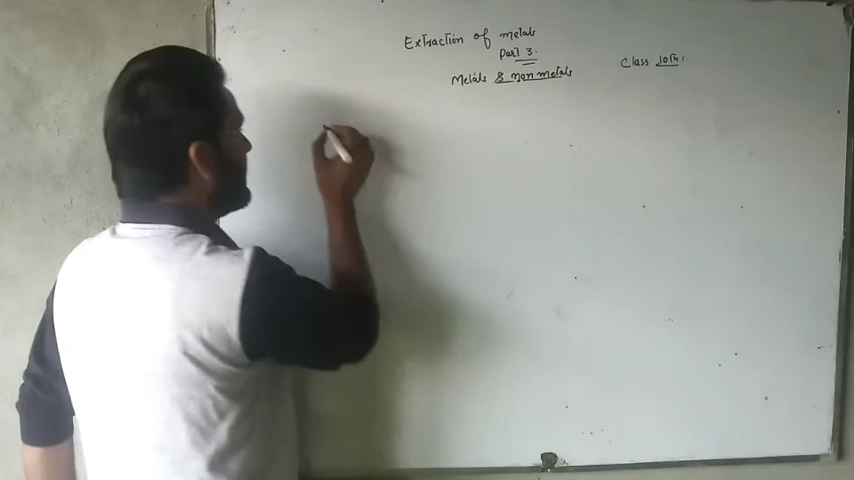 Extraction of metals
Part 3.
Metals & non metals
Class 10th.